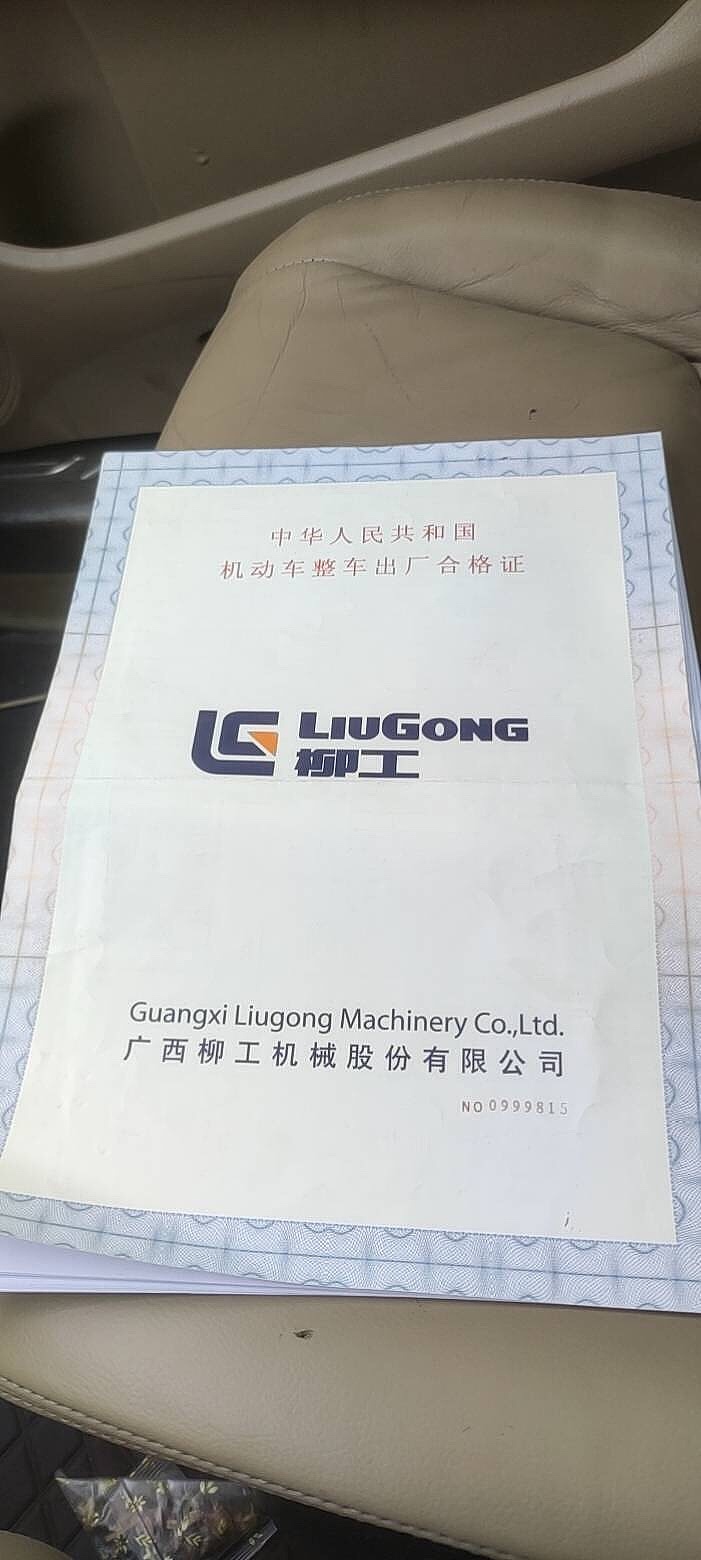 中华人民共和国
机动车整车出厂合格证
LIUGONG
柳工
Guangxi Liugong Machinery Co.,Ltd.
广西柳工机械股份有限公司
NO 0999815